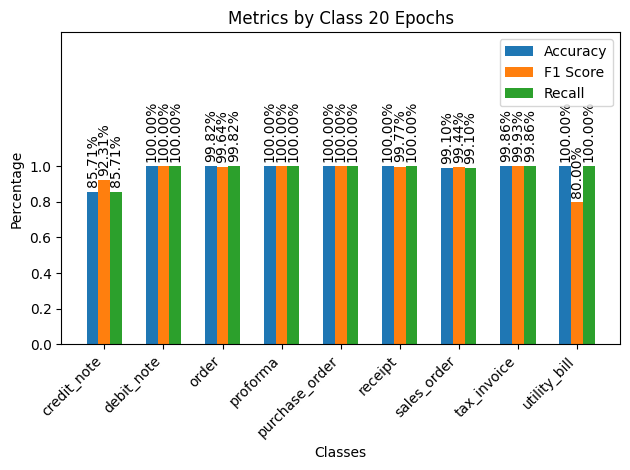 Metrics by Class 20 Epochs
Accuracy
F1 Score
Recall
Percentage
1.0
0.8
0.6
0.4
0.2
0.0
85.71%
92.31%
85.71%
100.00%
100.00%
100.00%
99.82%
99.64%
99.82%
100.00%
100.00%
100.00%
100.00%
100.00%
100.00%
100.00%
99.77%
100.00%
99.10%
99.44%
99.10%
99.86%
99.93%
99.86%
100.00%
80.00%
100.00%
credit_note
debit_note
order
proforma
purchase_order
receipt
sales_order
tax_invoice
utility_bill
Classes